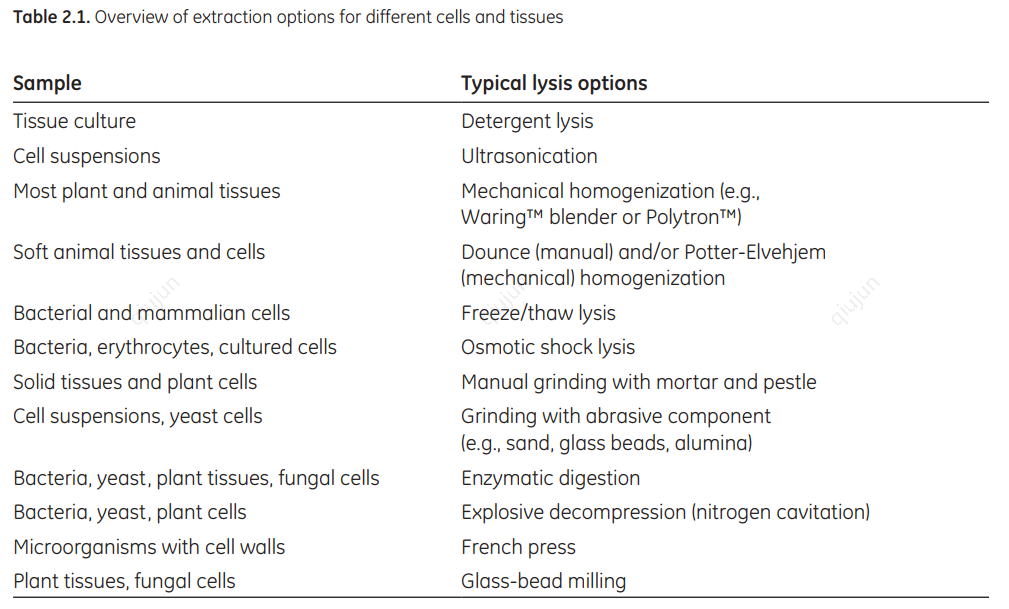 Table 2.1. Overview of extraction options for different cells and tissues
Sample Typical lysis options
Tissue culture Detergent lysis
Cell suspensions Ultrasonication
Most plant and animal tissues Mechanical homogenization (e.g.,
Waring™ blender or Polytron™)
Soft animal tissues and cells Dounce (manual) and/or Potter-Elvehjem
(mechanical) homogenization
Bacterial and mammalian cells Freeze/thaw lysis
Bacteria, erythrocytes, cultured cells Osmotic shock lysis
Solid tissues and plant cells Manual grinding with mortar and pestle
Cell suspensions, yeast cells Grinding with abrasive component
(e.g., sand, glass beads, alumina)
Bacteria, yeast, plant tissues, fungal cells Enzymatic digestion
Bacteria, yeast, plant cells Explosive decompression (nitrogen cavitation)
Microorganisms with cell walls French press
Plant tissues, fungal cells Glass-bead milling
qiujun
qiujun
qiujun